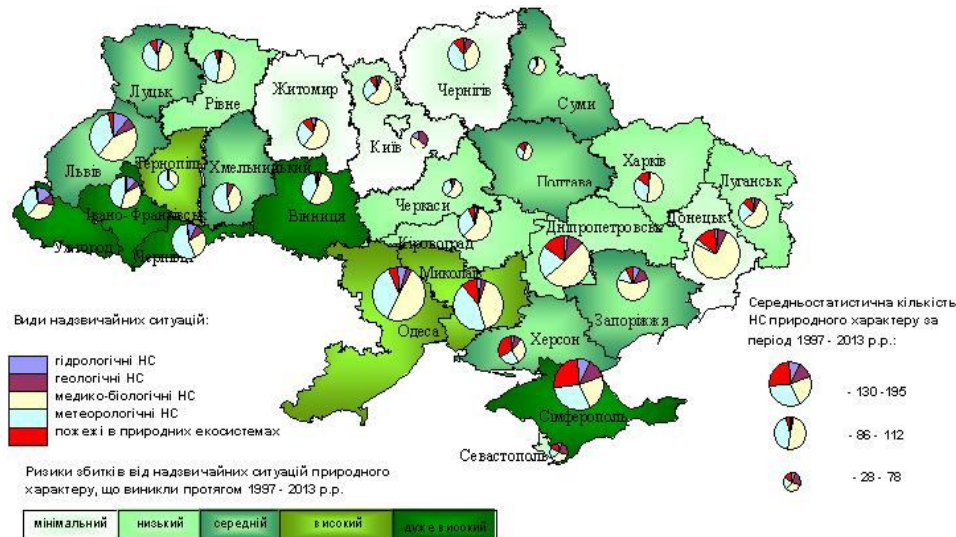 Луцьк
Рівне
Житомир
Чернігів
Суми
Київ
Львів
Тернопіль
Хмельницький
Полтава
Харків
Луганськ
Івано-Франківськ
Вінниця
Черкаси
Ужгород
Чернівці
Кіровоград
Дніпропетровськ
Донецьк
Миколаїв
Одеса
Херсон
Запоріжжя
Сімферополь
Севастополь
Види надзвичайних ситуацій:
гідрологічні НС
геологічні НС
медико-біологічні НС
метеорологічні НС
пожежі в природних екосистемах
Ризики збитків від надзвичайних ситуацій природного
характеру, що виникли протягом 1997 - 2013 р.р.
мінімальний низький середній високий дуже високий
Середньостатистична кількість
НС природного характеру за
період 1997 - 2013 р.р.:
- 130 -195
- 86 - 112
- 28 - 78